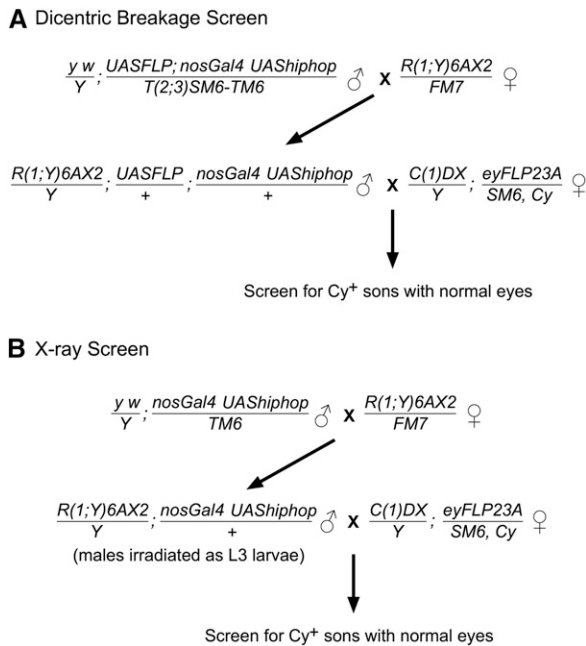 A Dicentric Breakage Screen
y w / Y ; UASFLP; nosGal4 UAShiphop / T(2;3)SM6-TM6 ♂ X R(1;Y)6AX2 / FM7 ♀
R(1;Y)6AX2 / Y ; UASFLP / + ; nosGal4 UAShiphop / + ♂ X C(1)DX / Y ; eyFLP23A / SM6, Cy ♀
Screen for Cy+ sons with normal eyes
B X-ray Screen
y w / Y ; nosGal4 UAShiphop / TM6 ♂ X R(1;Y)6AX2 / FM7 ♀
R(1;Y)6AX2 / Y ; nosGal4 UAShiphop / + ♂ X C(1)DX / Y ; eyFLP23A / SM6, Cy ♀
(males irradiated as L3 larvae)
Screen for Cy+ sons with normal eyes